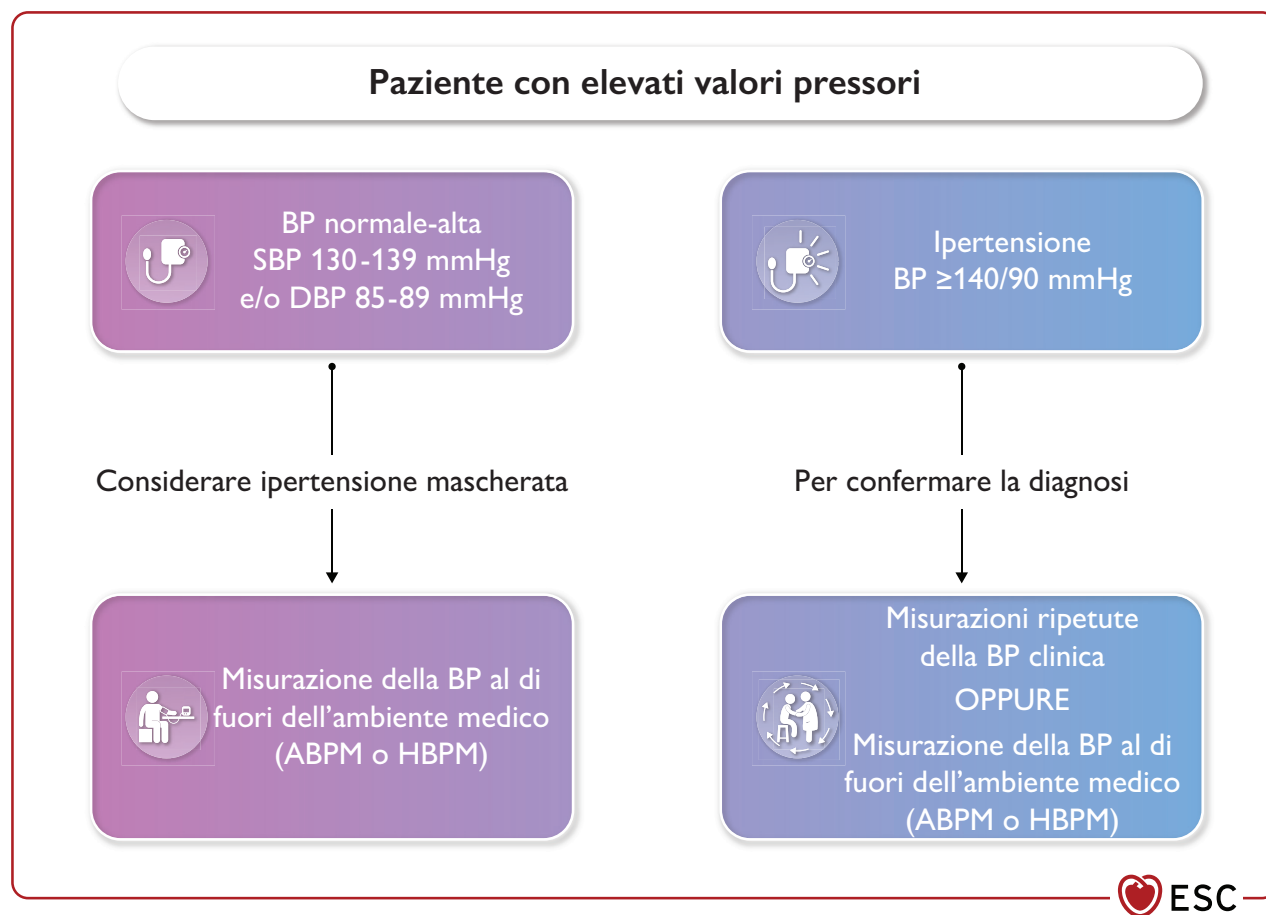 Paziente con elevati valori pressori
BP normale-alta
SBP 130-139 mmHg
e/o DBP 85-89 mmHg
Ipertensione
BP ≥140/90 mmHg
Considerare ipertensione mascherata
Per confermare la diagnosi
Misurazione della BP al di
fuori dell’ambiente medico
(ABPM o HBPM)
Misurazioni ripetute
della BP clinica
OPPURE
Misurazione della BP al di
fuori dell’ambiente medico
(ABPM o HBPM)
ESC